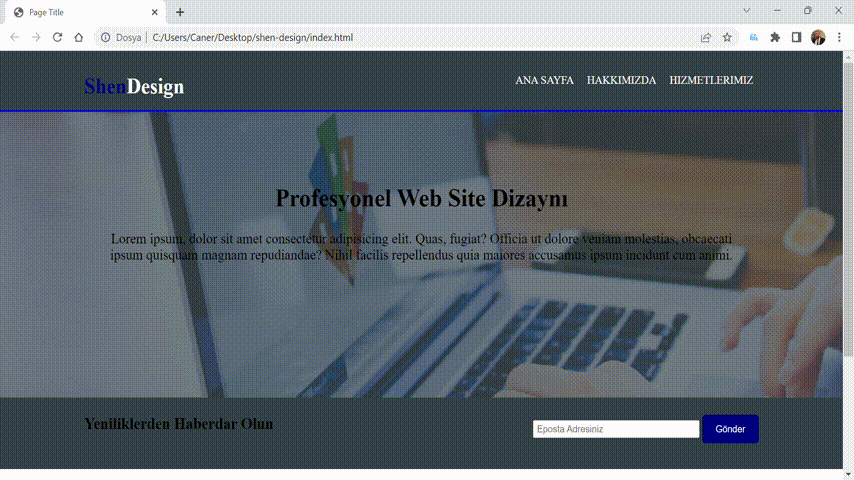 Page Title
Dosya C:/Users/Caner/Desktop/shen-design/index.html
ShenDesign
ANA SAYFA HAKKIMIZDA HIZMETLERIMIZ
Profesyonel Web Site Dizaynı
Lorem ipsum, dolor sit amet consectetur adipisicing elit. Quas, fugiat? Officia ut dolore veniam molestias, obcaecati
ipsum quisquam magnam repudiandae? Nihil facilis repellendus quia maiores accusamus ipsum incidunt cum animi.
Yeniliklerden Haberdar Olun
Eposta Adresiniz Gönder